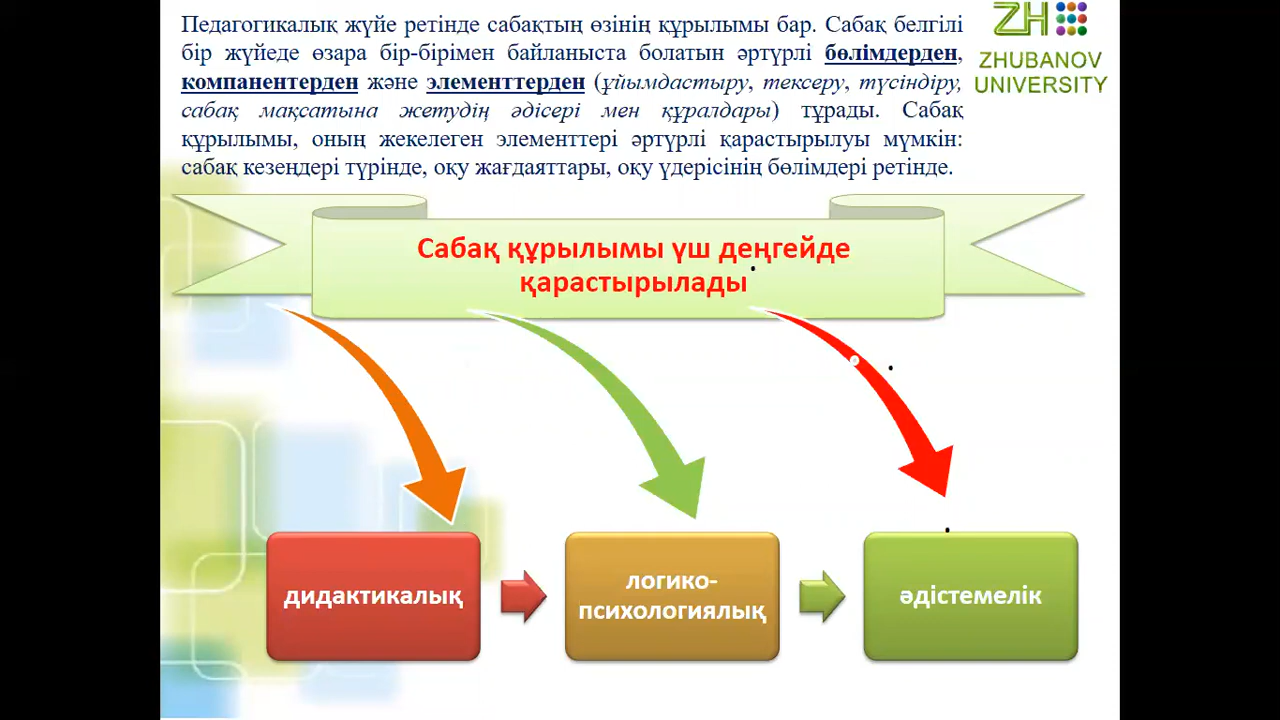 Педагогикалық жүйе ретінде сабақтың өзінің құрылымы бар. Сабақ белгілі
бір жүйеде өзара бір-бірімен байланыста болатын әртүрлі бөлімдерден,
компанентерден және элементтерден (ұйымдастыру, тексеру, түсіндіру,
сабақ мақсатына жетудің әдісері мен құралдары) тұрады. Сабақ
құрылымы, оның жекелеген элементтері әртүрлі қарастырылуы мүмкін:
сабақ кезеңдері түрінде, оқу жағдаяттары, оқу үдерісінің бөлімдері ретінде.
ZH
ZHUBANOV
UNIVERSITY
Сабақ құрылымы үш деңгейде
қарастырылады
дидактикалық
логико-
психологиялық
әдістемелік